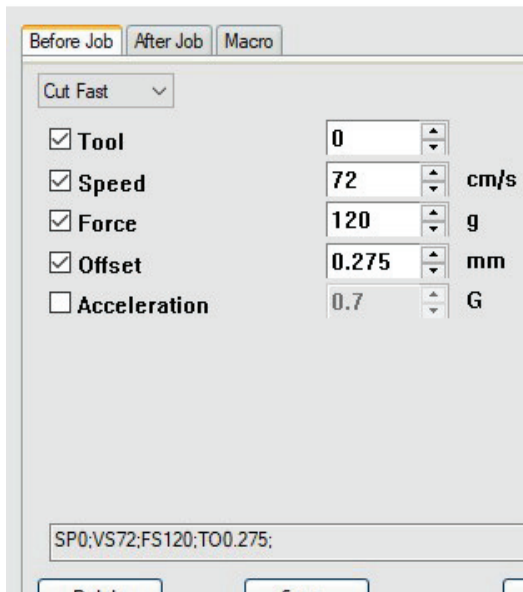 Before Job After Job Macro
Cut Fast
Tool 0
Speed 72 cm/s
Force 120 g
Offset 0.275 mm
Acceleration 0.7 G
SP0;VS72;FS120;TO0.275;